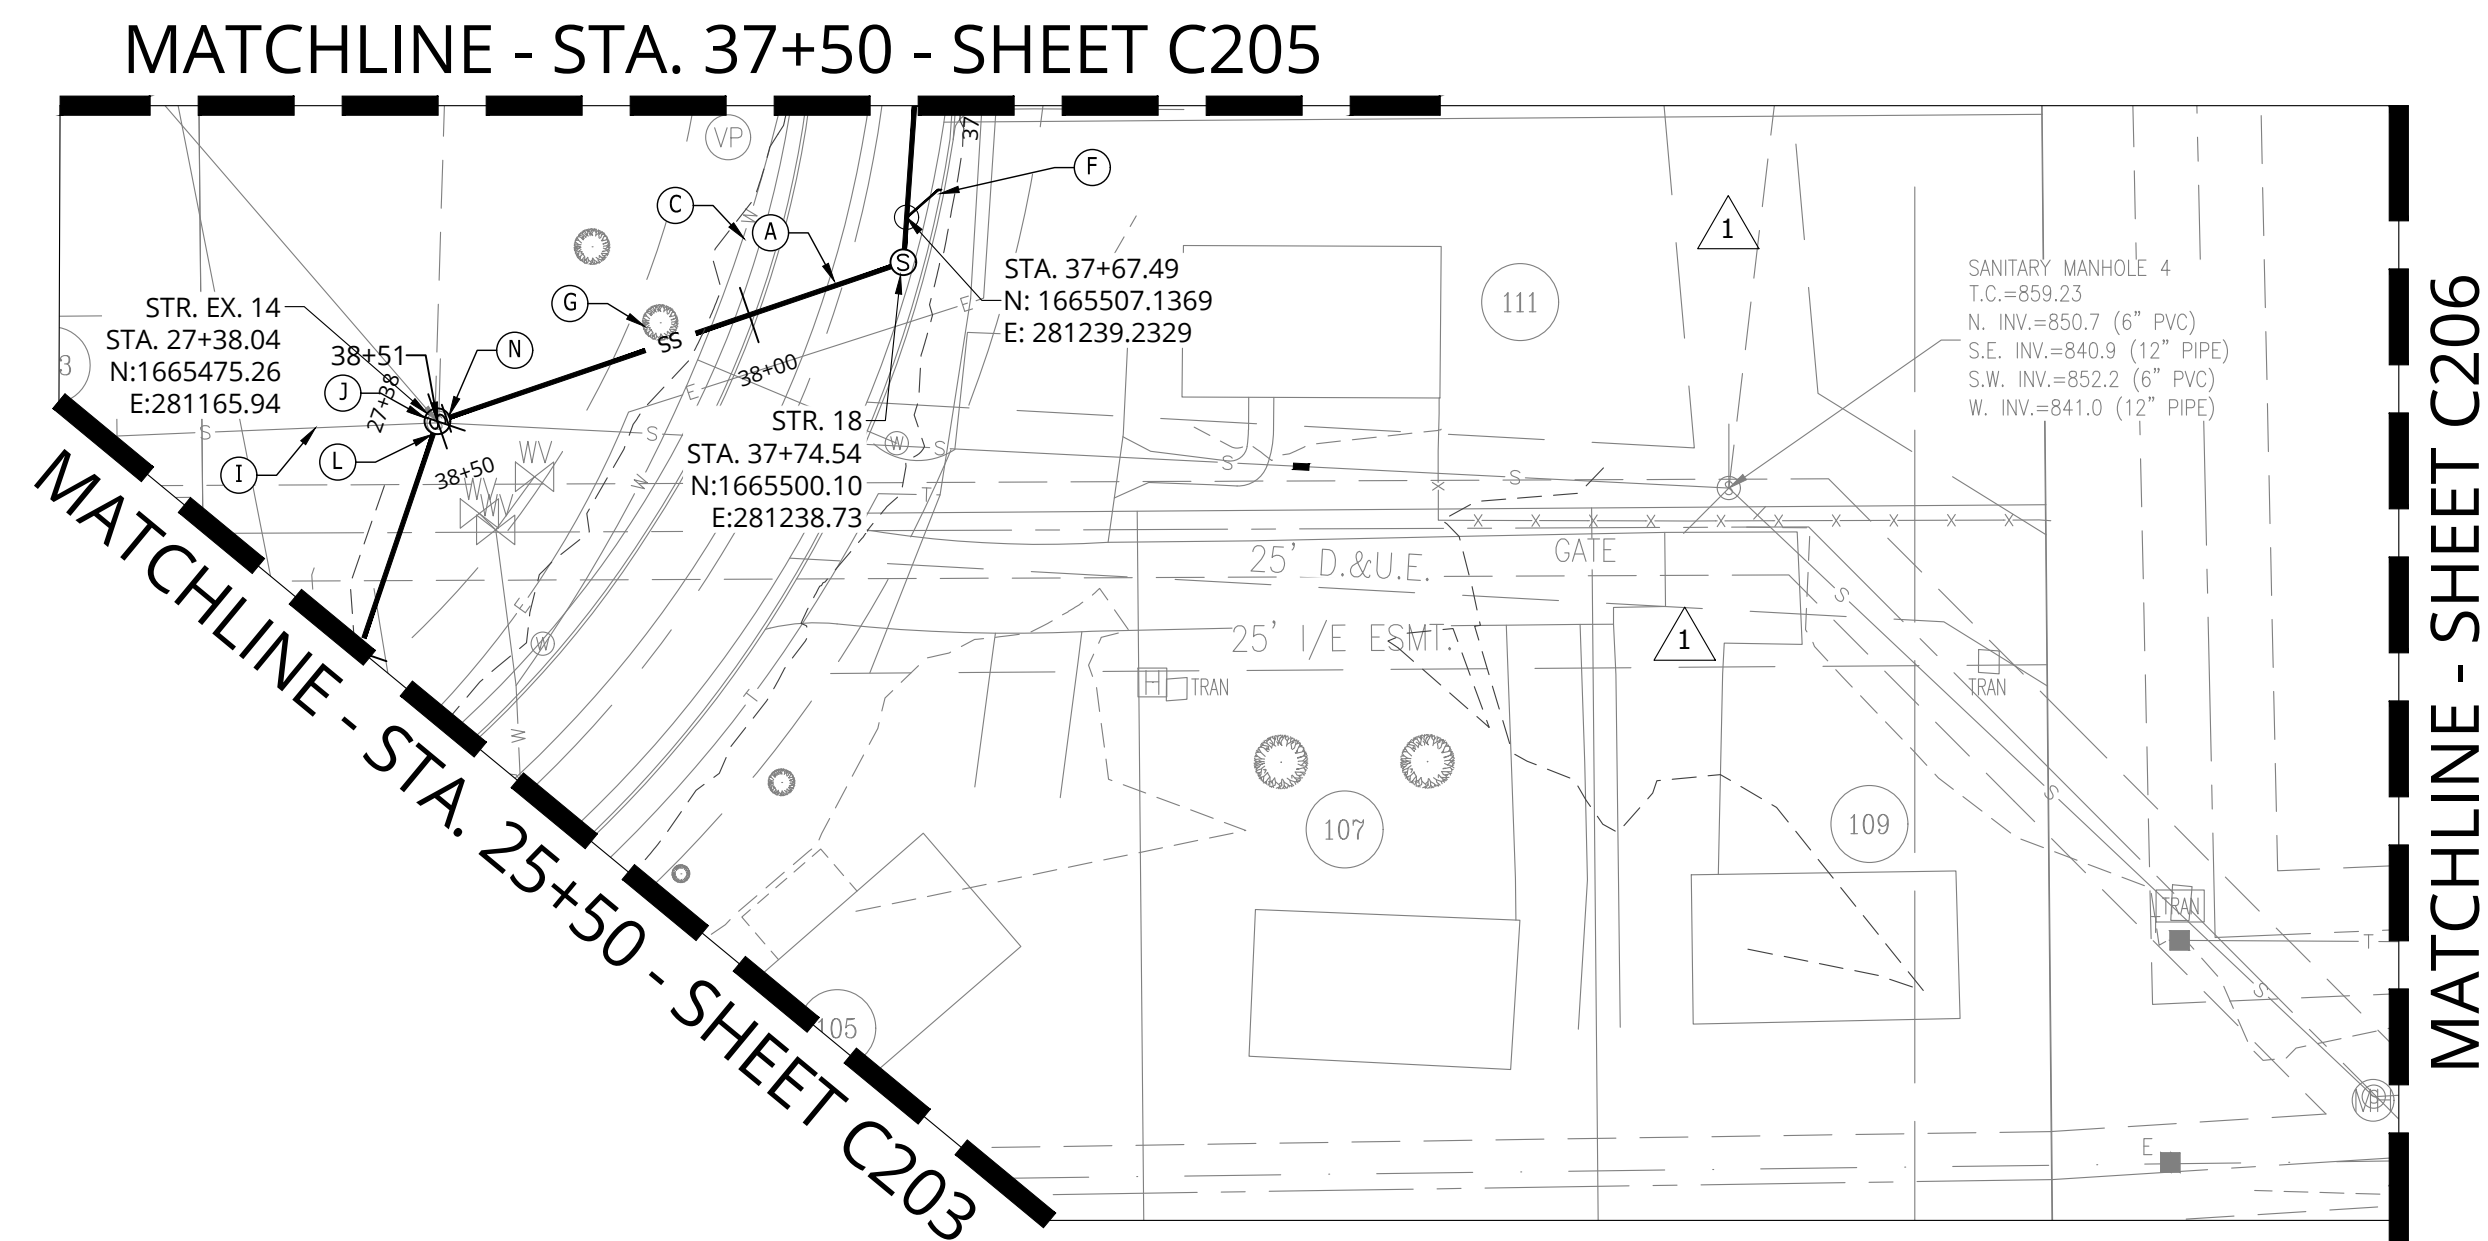 MATCHLINE - STA. 37+50 - SHEET C205
VP
37
F
C
A
1
G
STR. EX. 14
STA. 27+38.04
N:1665475.26
E:281165.94
38+51
N
J
27+38
L
I
38+50
SS
38+00
S
STA. 37+67.49
N: 1665507.1369
E: 281239.2329
111
SANITARY MANHOLE 4
T.C.=859.23
N. INV.=850.7 (6" PVC)
S.E. INV.=840.9 (12" PIPE)
S.W. INV.=852.2 (6" PVC)
W. INV.=841.0 (12" PIPE)
3
STR. 18
STA. 37+74.54
N:1665500.10
E:281238.73
WV
WV
WV
W
W
W
W
W
E
E
E
S
S
S
S
S
S
S
S
T
T
T
X X X X X X X X X X X
25' D.&U.E.
GATE
25' I/E ESMT.
1
H
TRAN
TRAN
TRAN
107
109
105
MH
E
MATCHLINE - STA. 25+50 - SHEET C203
MATCHLINE - SHEET C206